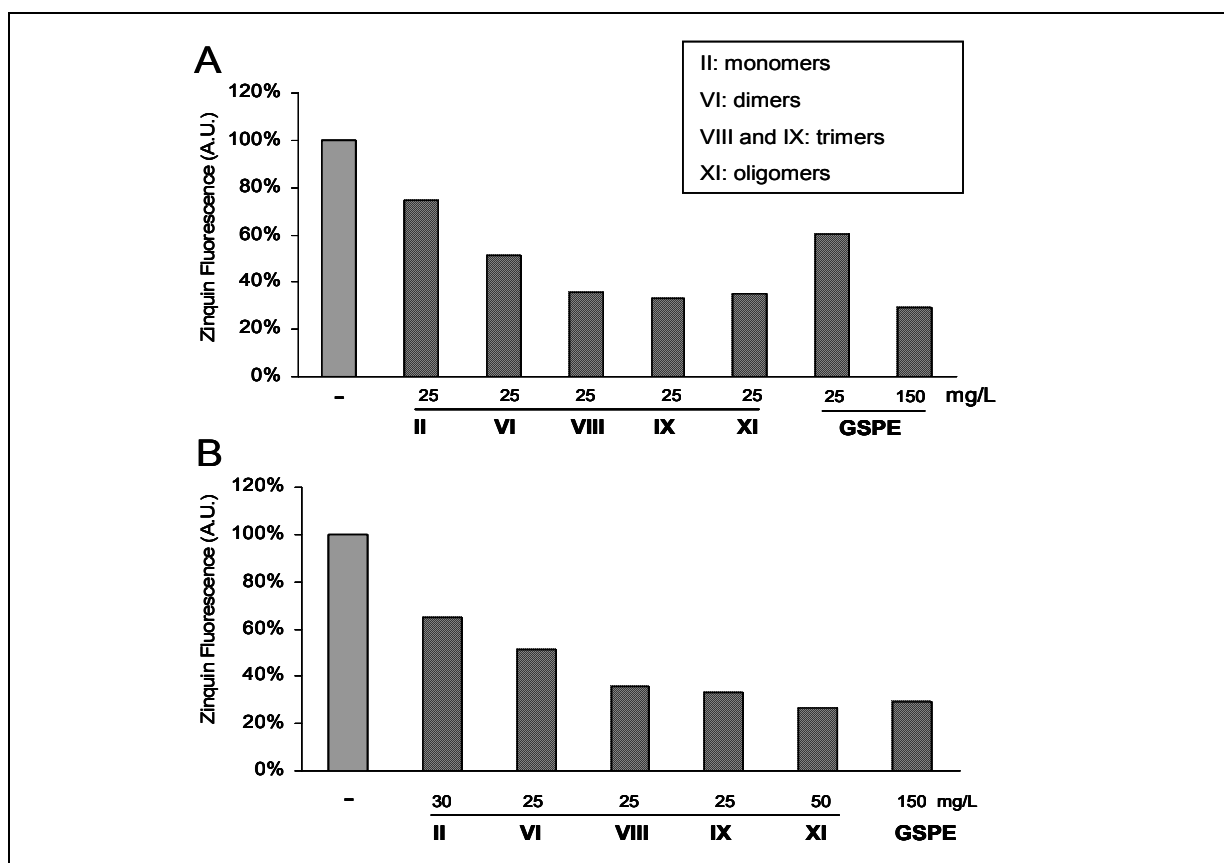 A
II: monomers
VI: dimers
VIII and IX: trimers
XI: oligomers
Zinquin Fluorescence (A.U.)
120%
100%
80%
60%
40%
20%
0%
– 25 25 25 25 25 25 150 mg/L
II VI VIII IX XI GSPE
B
Zinquin Fluorescence (A.U.)
120%
100%
80%
60%
40%
20%
0%
– 30 25 25 25 50 150 mg/L
II VI VIII IX XI GSPE